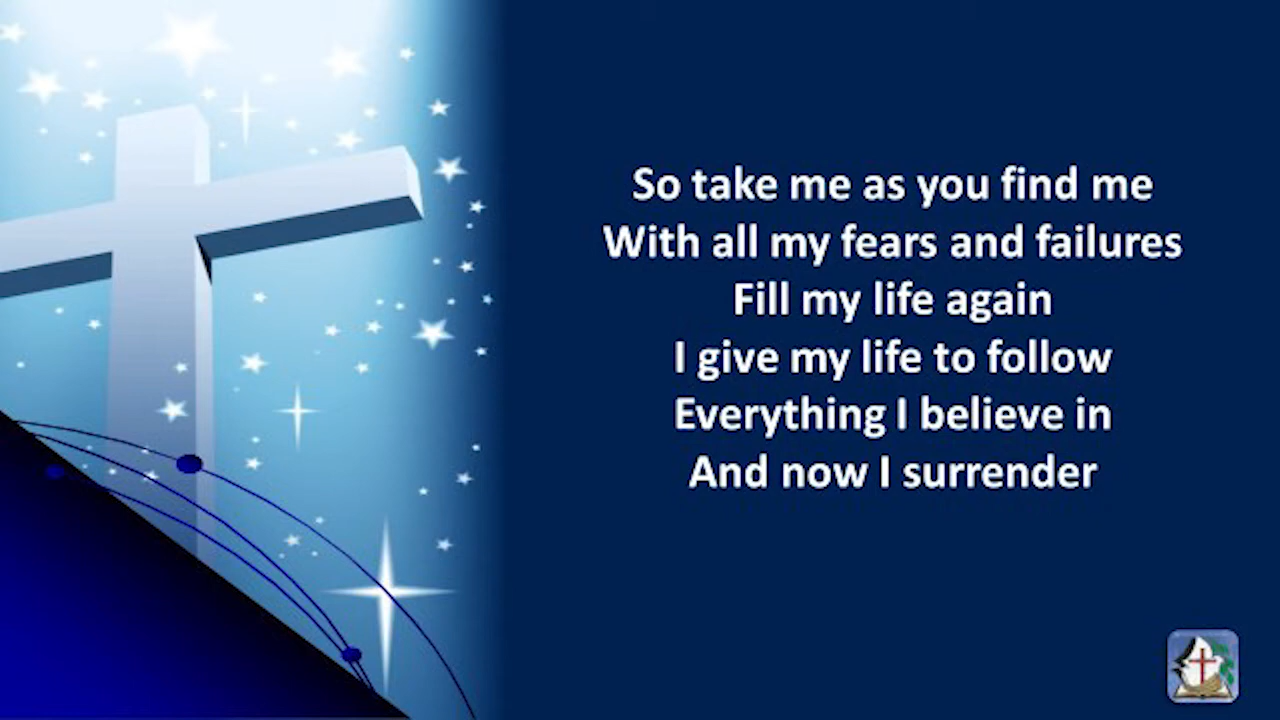 So take me as you find me
With all my fears and failures
Fill my life again
I give my life to follow
Everything I believe in
And now I surrender